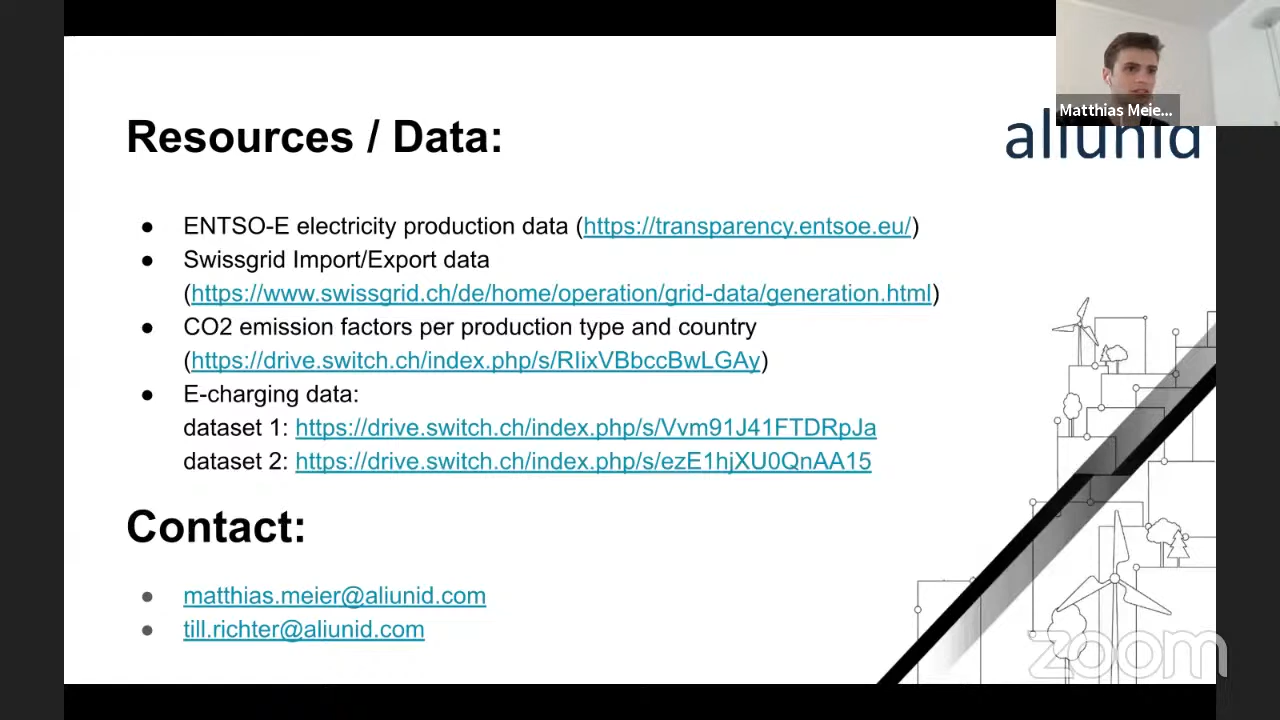 Matthias Meie...
aliunid
Resources / Data:
● ENTSO-E electricity production data (https://transparency.entsoe.eu/)
● Swissgrid Import/Export data
(https://www.swissgrid.ch/de/home/operation/grid-data/generation.html)
● CO2 emission factors per production type and country
(https://drive.switch.ch/index.php/s/RIixVBbccBwLGAy)
● E-charging data:
dataset 1: https://drive.switch.ch/index.php/s/Vvm91J41FTDRpJa
dataset 2: https://drive.switch.ch/index.php/s/ezE1hjXU0QnAA15
Contact:
● matthias.meier@aliunid.com
● till.richter@aliunid.com
zoom